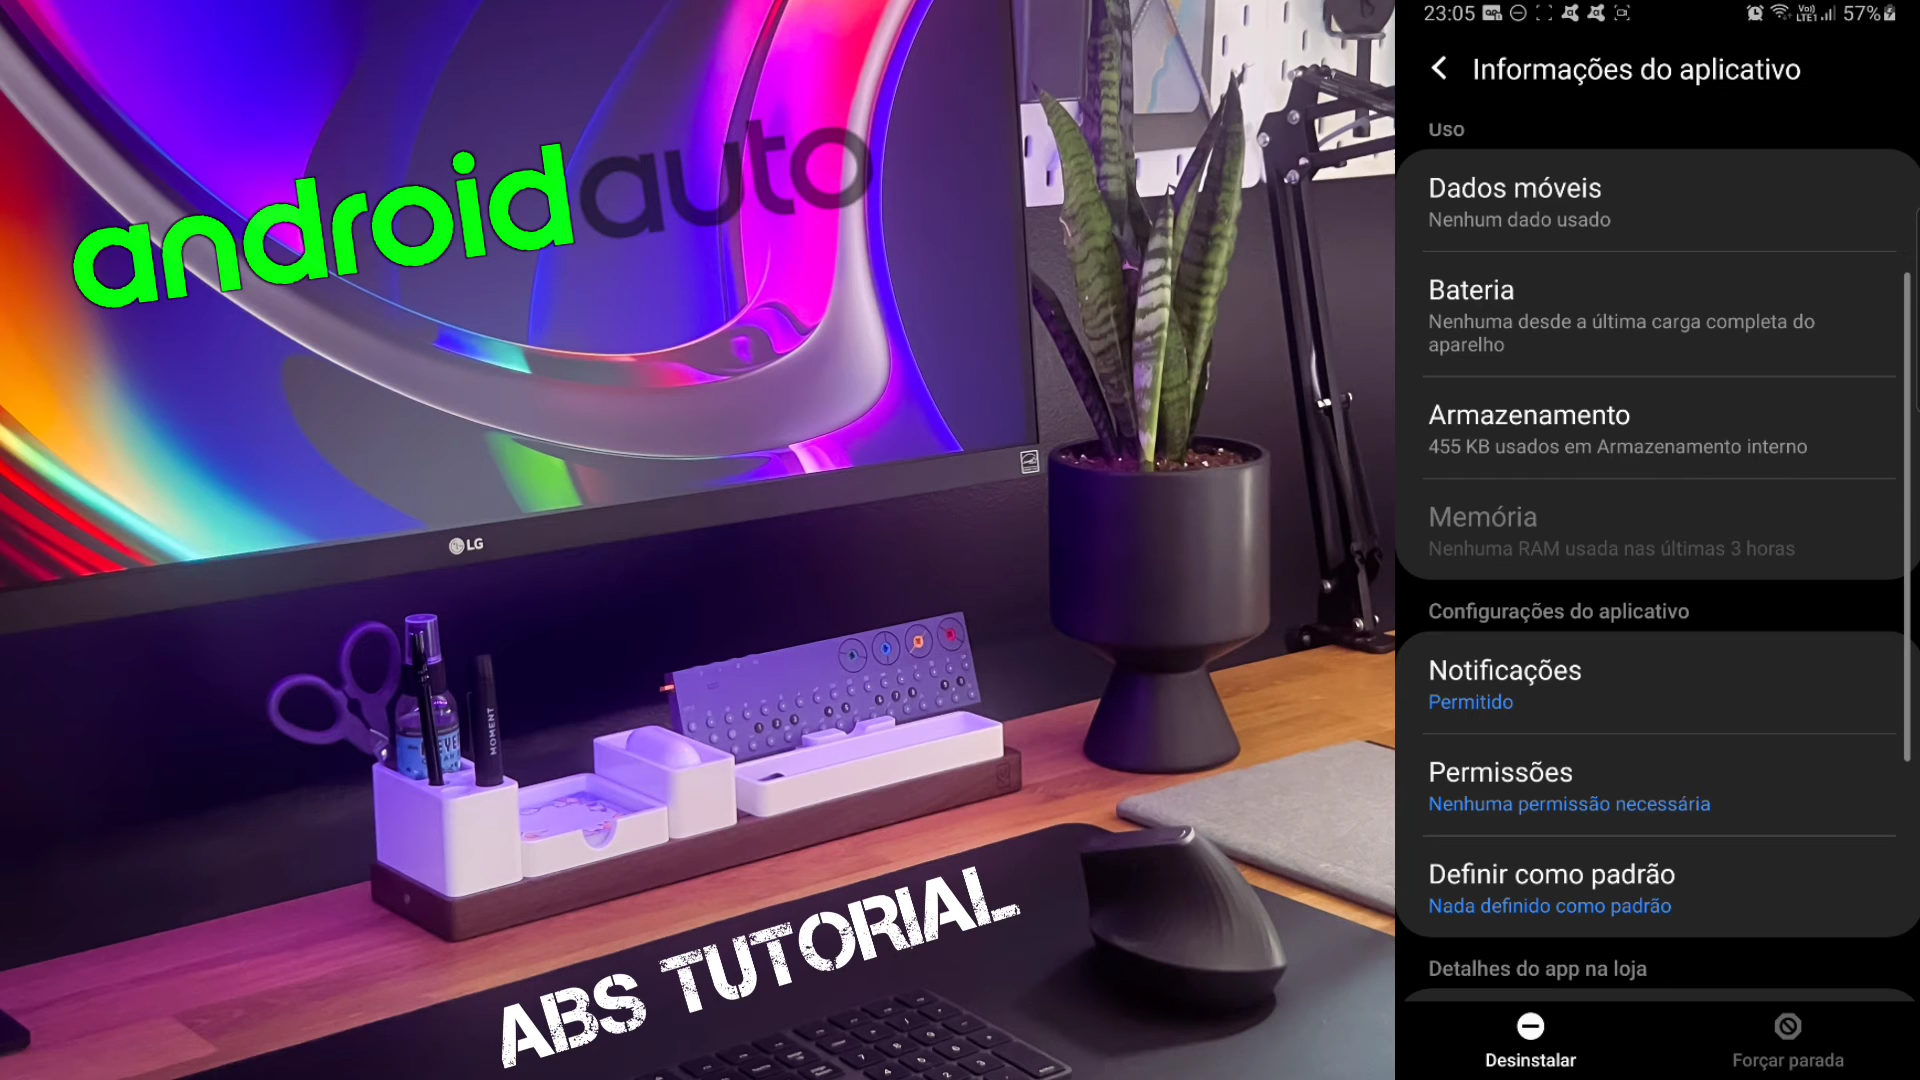 androidauto
LG
MOMENT
ABS TUTORIAL
23:05
57%
Informações do aplicativo
Uso
Dados móveis
Nenhum dado usado
Bateria
Nenhuma desde a última carga completa do
aparelho
Armazenamento
455 KB usados em Armazenamento interno
Memória
Nenhuma RAM usada nas últimas 3 horas
Configurações do aplicativo
Notificações
Permitido
Permissões
Nenhuma permissão necessária
Definir como padrão
Nada definido como padrão
Detalhes do app na loja
Desinstalar
Forçar parada